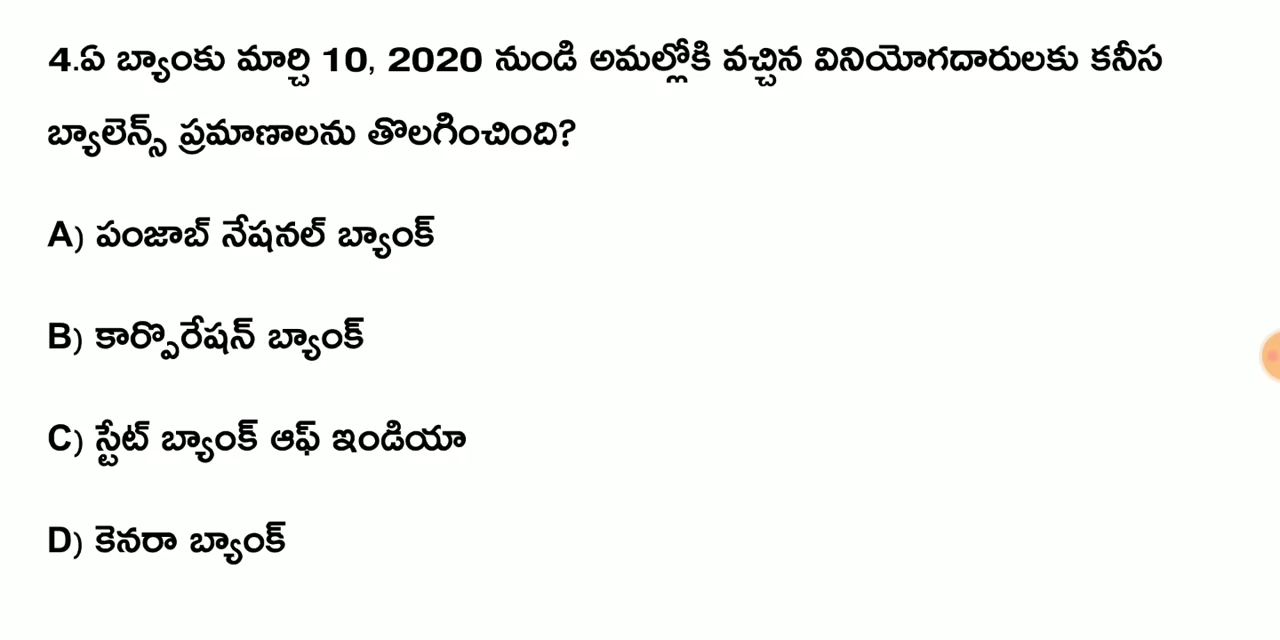 4.ఏ బ్యాంకు మార్చి 10, 2020 నుండి అమల్లోకి వచ్చిన వినియోగదారులకు కనీస
బ్యాలెన్స్ ప్రమాణాలను తొలగించింది?
A) పంజాబ్ నేషనల్ బ్యాంక్
B) కార్పొరేషన్ బ్యాంక్
C) స్టేట్ బ్యాంక్ ఆఫ్ ఇండియా
D) కెనరా బ్యాంక్